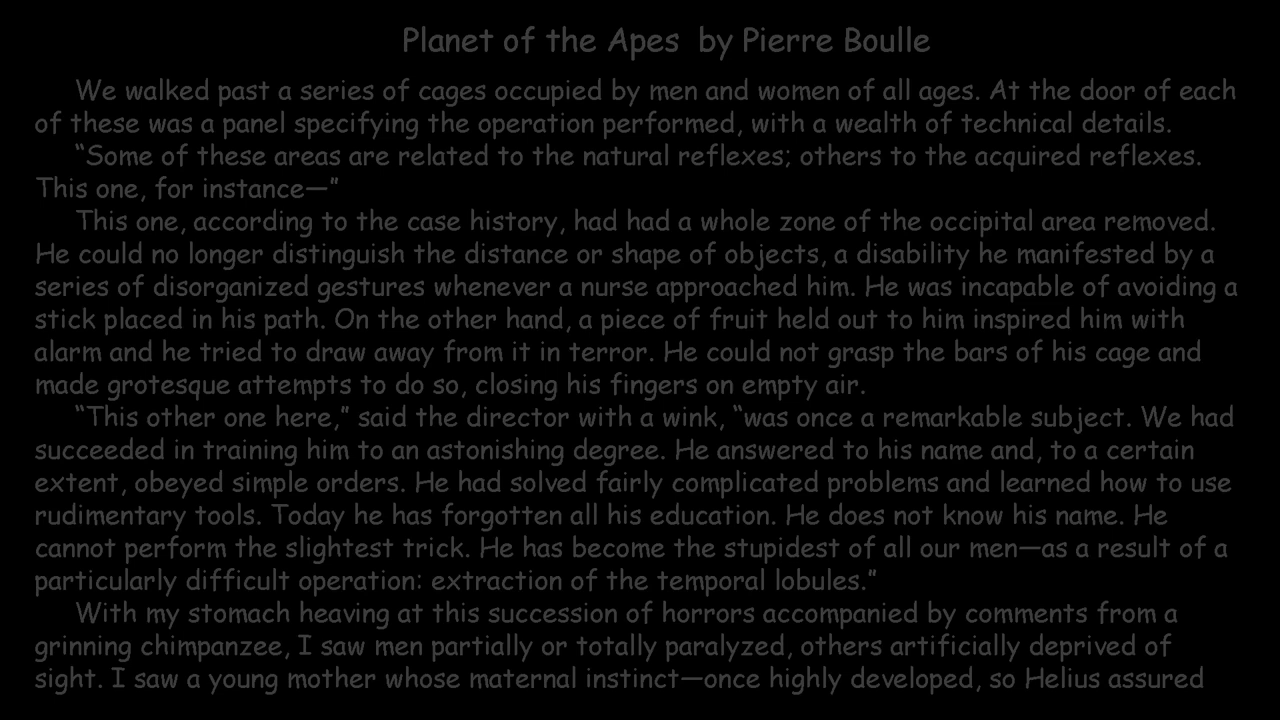 Planet of the Apes  by Pierre Boulle
We walked past a series of cages occupied by men and women of all ages. At the door of each
of these was a panel specifying the operation performed, with a wealth of technical details.
“Some of these areas are related to the natural reflexes; others to the acquired reflexes.
This one, for instance—”
This one, according to the case history, had had a whole zone of the occipital area removed.
He could no longer distinguish the distance or shape of objects, a disability he manifested by a
series of disorganized gestures whenever a nurse approached him. He was incapable of avoiding a
stick placed in his path. On the other hand, a piece of fruit held out to him inspired him with
alarm and he tried to draw away from it in terror. He could not grasp the bars of his cage and
made grotesque attempts to do so, closing his fingers on empty air.
“This other one here,” said the director with a wink, “was once a remarkable subject. We had
succeeded in training him to an astonishing degree. He answered to his name and, to a certain
extent, obeyed simple orders. He had solved fairly complicated problems and learned how to use
rudimentary tools. Today he has forgotten all his education. He does not know his name. He
cannot perform the slightest trick. He has become the stupidest of all our men—as a result of a
particularly difficult operation: extraction of the temporal lobules.”
With my stomach heaving at this succession of horrors accompanied by comments from a
grinning chimpanzee, I saw men partially or totally paralyzed, others artificially deprived of
sight. I saw a young mother whose maternal instinct—once highly developed, so Helius assured